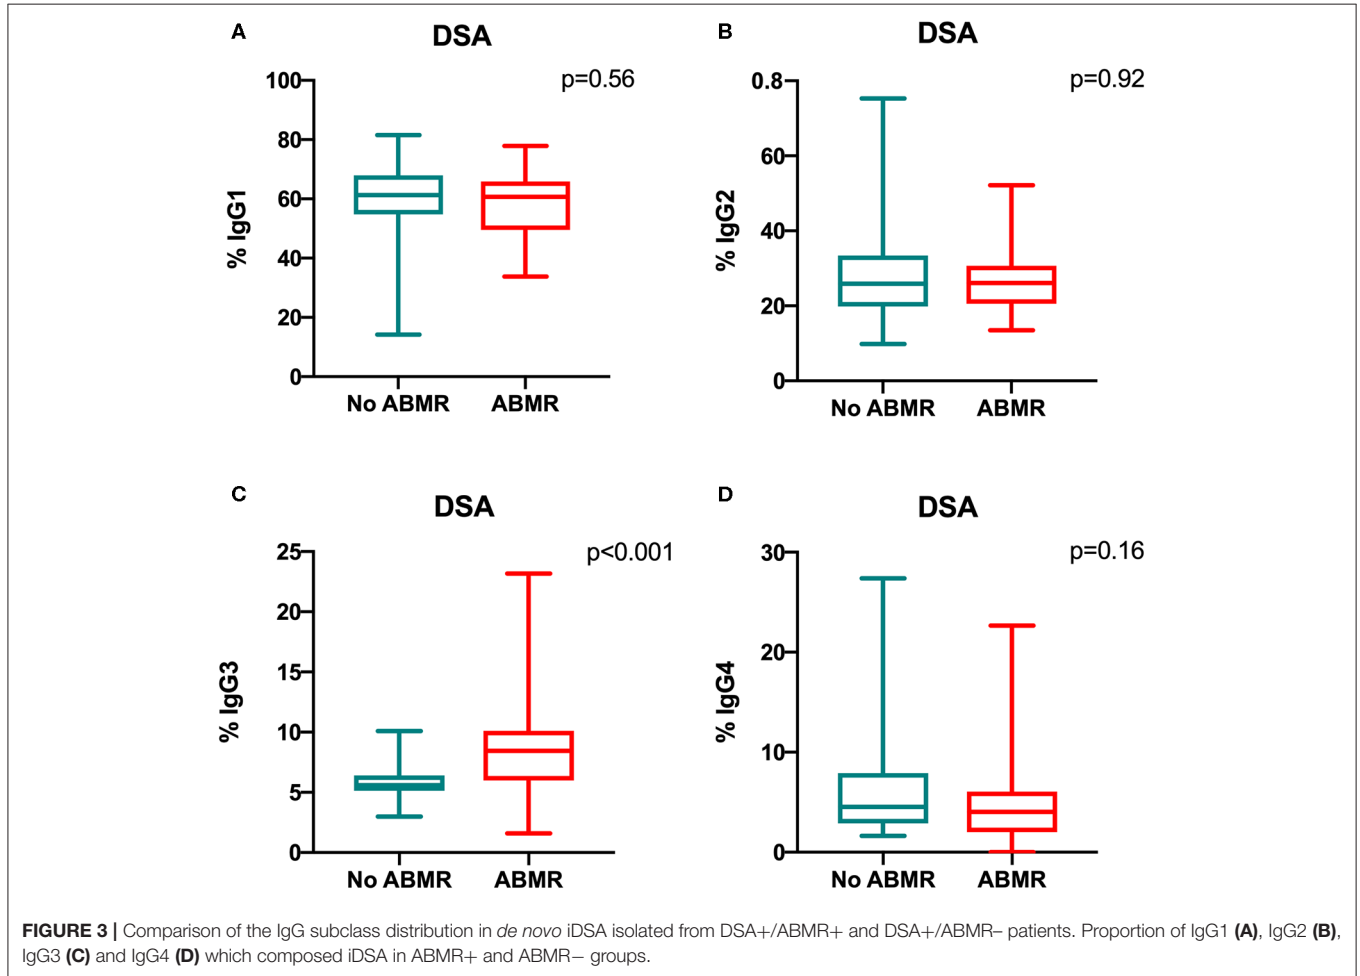 A
DSA
p=0.56
100
80
60
40
20
0
% IgG1
No ABMR ABMR
B
DSA
p=0.92
0.8
60
40
20
0
% IgG2
No ABMR ABMR
C
DSA
p<0.001
25
20
15
10
5
0
% IgG3
No ABMR ABMR
D
DSA
p=0.16
30
20
10
0
% IgG4
No ABMR ABMR
FIGURE 3 | Comparison of the IgG subclass distribution in de novo iDSA isolated from DSA+/ABMR+ and DSA+/ABMR– patients. Proportion of IgG1 (A), IgG2 (B),
IgG3 (C) and IgG4 (D) which composed iDSA in ABMR+ and ABMR− groups.